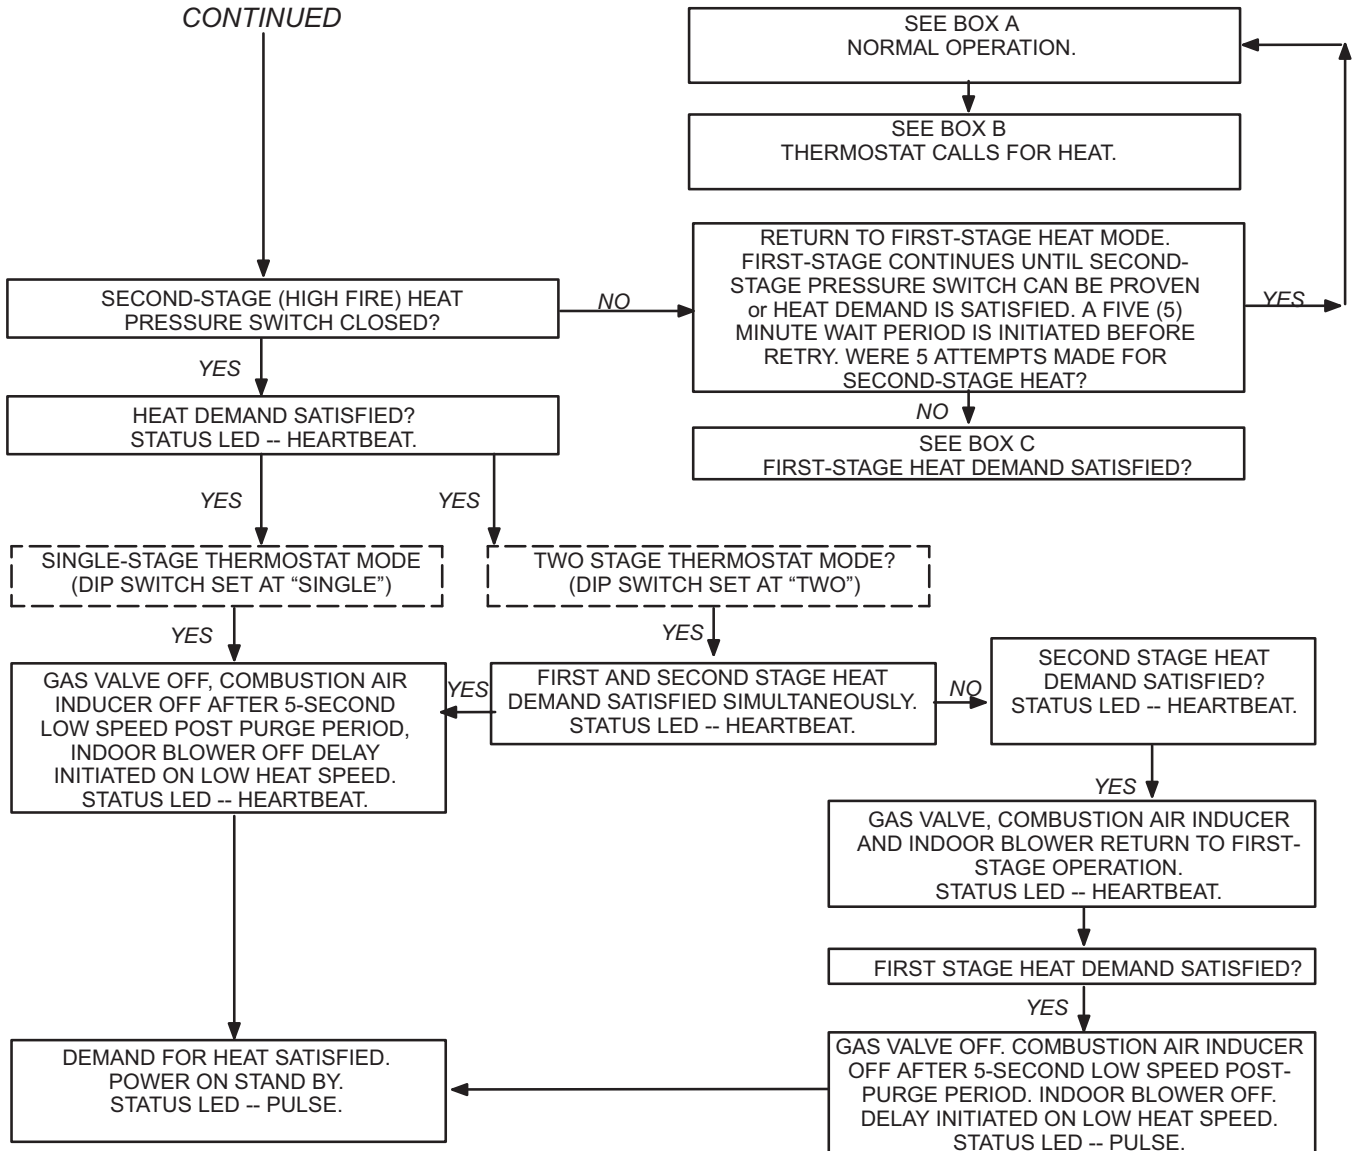 CONTINUED
SEE BOX A
NORMAL OPERATION.
SEE BOX B
THERMOSTAT CALLS FOR HEAT.
SECOND-STAGE (HIGH FIRE) HEAT
PRESSURE SWITCH CLOSED?
NO
RETURN TO FIRST-STAGE HEAT MODE.
FIRST-STAGE CONTINUES UNTIL SECOND-
STAGE PRESSURE SWITCH CAN BE PROVEN
or HEAT DEMAND IS SATISFIED. A FIVE (5)
MINUTE WAIT PERIOD IS INITIATED BEFORE
RETRY. WERE 5 ATTEMPTS MADE FOR
SECOND-STAGE HEAT?
YES
YES
NO
HEAT DEMAND SATISFIED?
STATUS LED -- HEARTBEAT.
SEE BOX C
FIRST-STAGE HEAT DEMAND SATISFIED?
YES
YES
SINGLE-STAGE THERMOSTAT MODE
(DIP SWITCH SET AT “SINGLE”)
TWO STAGE THERMOSTAT MODE?
(DIP SWITCH SET AT “TWO”)
YES
YES
GAS VALVE OFF, COMBUSTION AIR
INDUCER OFF AFTER 5-SECOND
LOW SPEED POST PURGE PERIOD,
INDOOR BLOWER OFF DELAY
INITIATED ON LOW HEAT SPEED.
STATUS LED -- HEARTBEAT.
YES
FIRST AND SECOND STAGE HEAT
DEMAND SATISFIED SIMULTANEOUSLY.
STATUS LED -- HEARTBEAT.
NO
SECOND STAGE HEAT
DEMAND SATISFIED?
STATUS LED -- HEARTBEAT.
YES
GAS VALVE, COMBUSTION AIR INDUCER
AND INDOOR BLOWER RETURN TO FIRST-
STAGE OPERATION.
STATUS LED -- HEARTBEAT.
FIRST STAGE HEAT DEMAND SATISFIED?
YES
DEMAND FOR HEAT SATISFIED.
POWER ON STAND BY.
STATUS LED -- PULSE.
GAS VALVE OFF. COMBUSTION AIR INDUCER
OFF AFTER 5-SECOND LOW SPEED POST-
PURGE PERIOD. INDOOR BLOWER OFF.
DELAY INITIATED ON LOW HEAT SPEED.
STATUS LED -- PULSE.